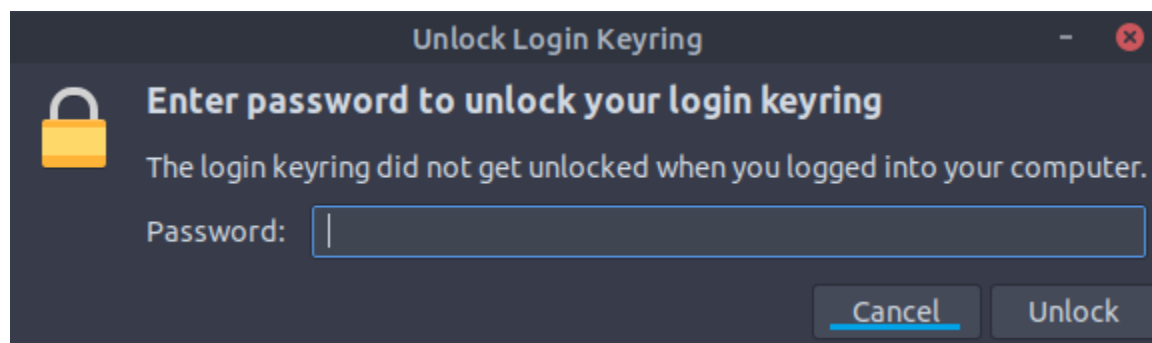 Unlock Login Keyring
Enter password to unlock your login keyring
The login keyring did not get unlocked when you logged into your computer.
Password:
Cancel Unlock